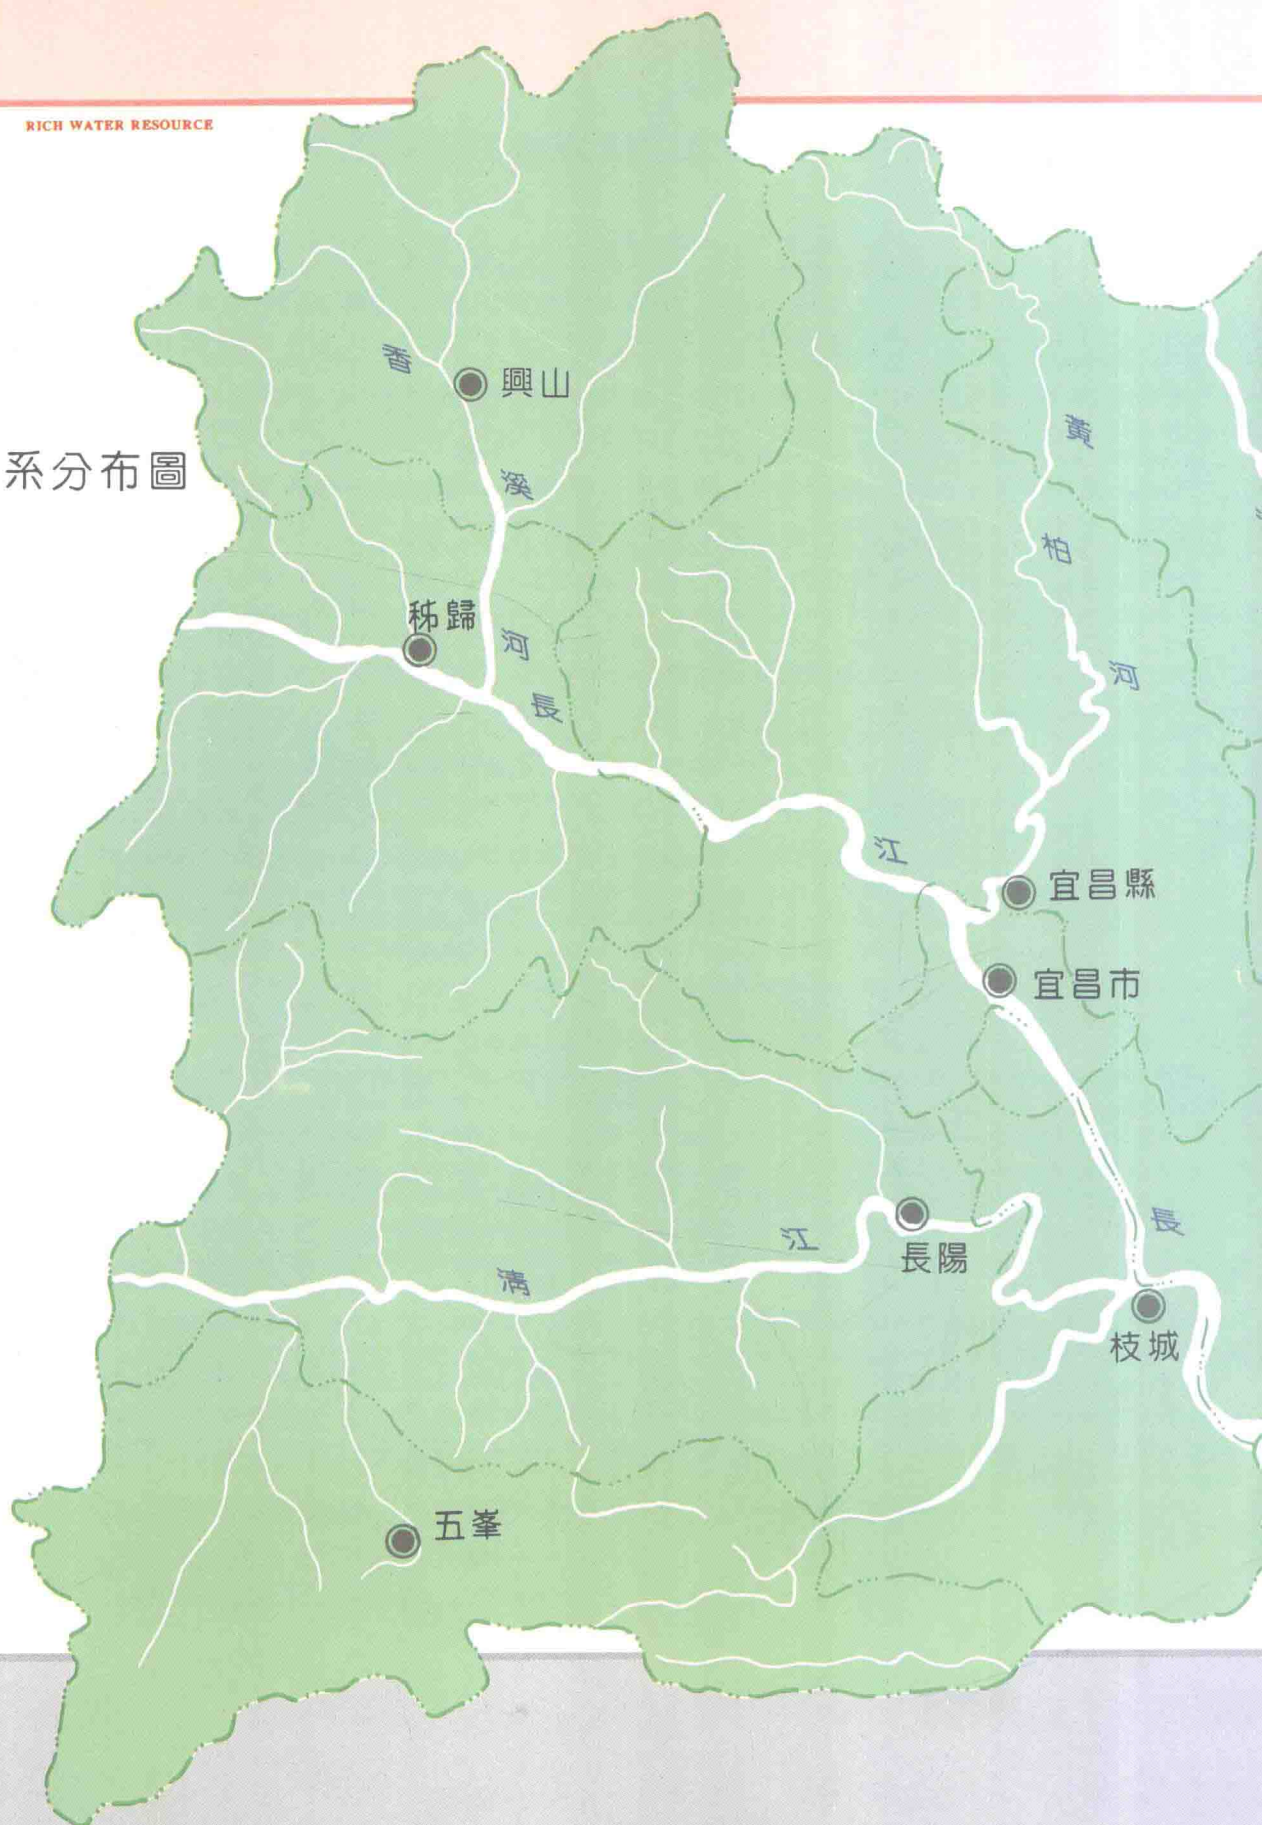 RICH WATER RESOURCE
系分布圖
香溪河
興山
黃柏河
秭歸
長江
宜昌縣
宜昌市
清江
長陽
長
枝城
五峯